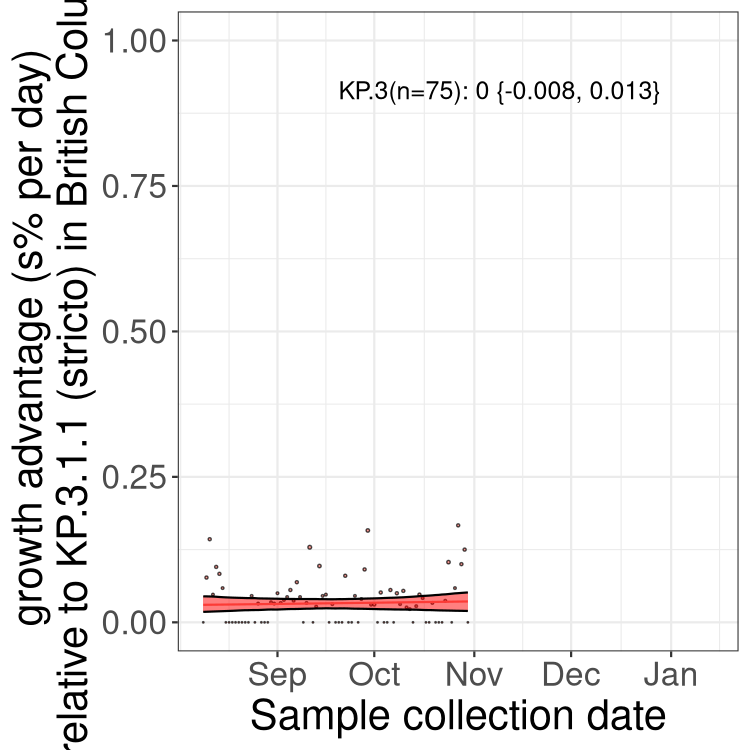 growth advantage (s% per day)
relative to KP.3.1.1 (stricto) in British Colu
1.00
0.75
0.50
0.25
0.00
KP.3(n=75): 0 {-0.008, 0.013}
Sep Oct Nov Dec Jan
Sample collection date